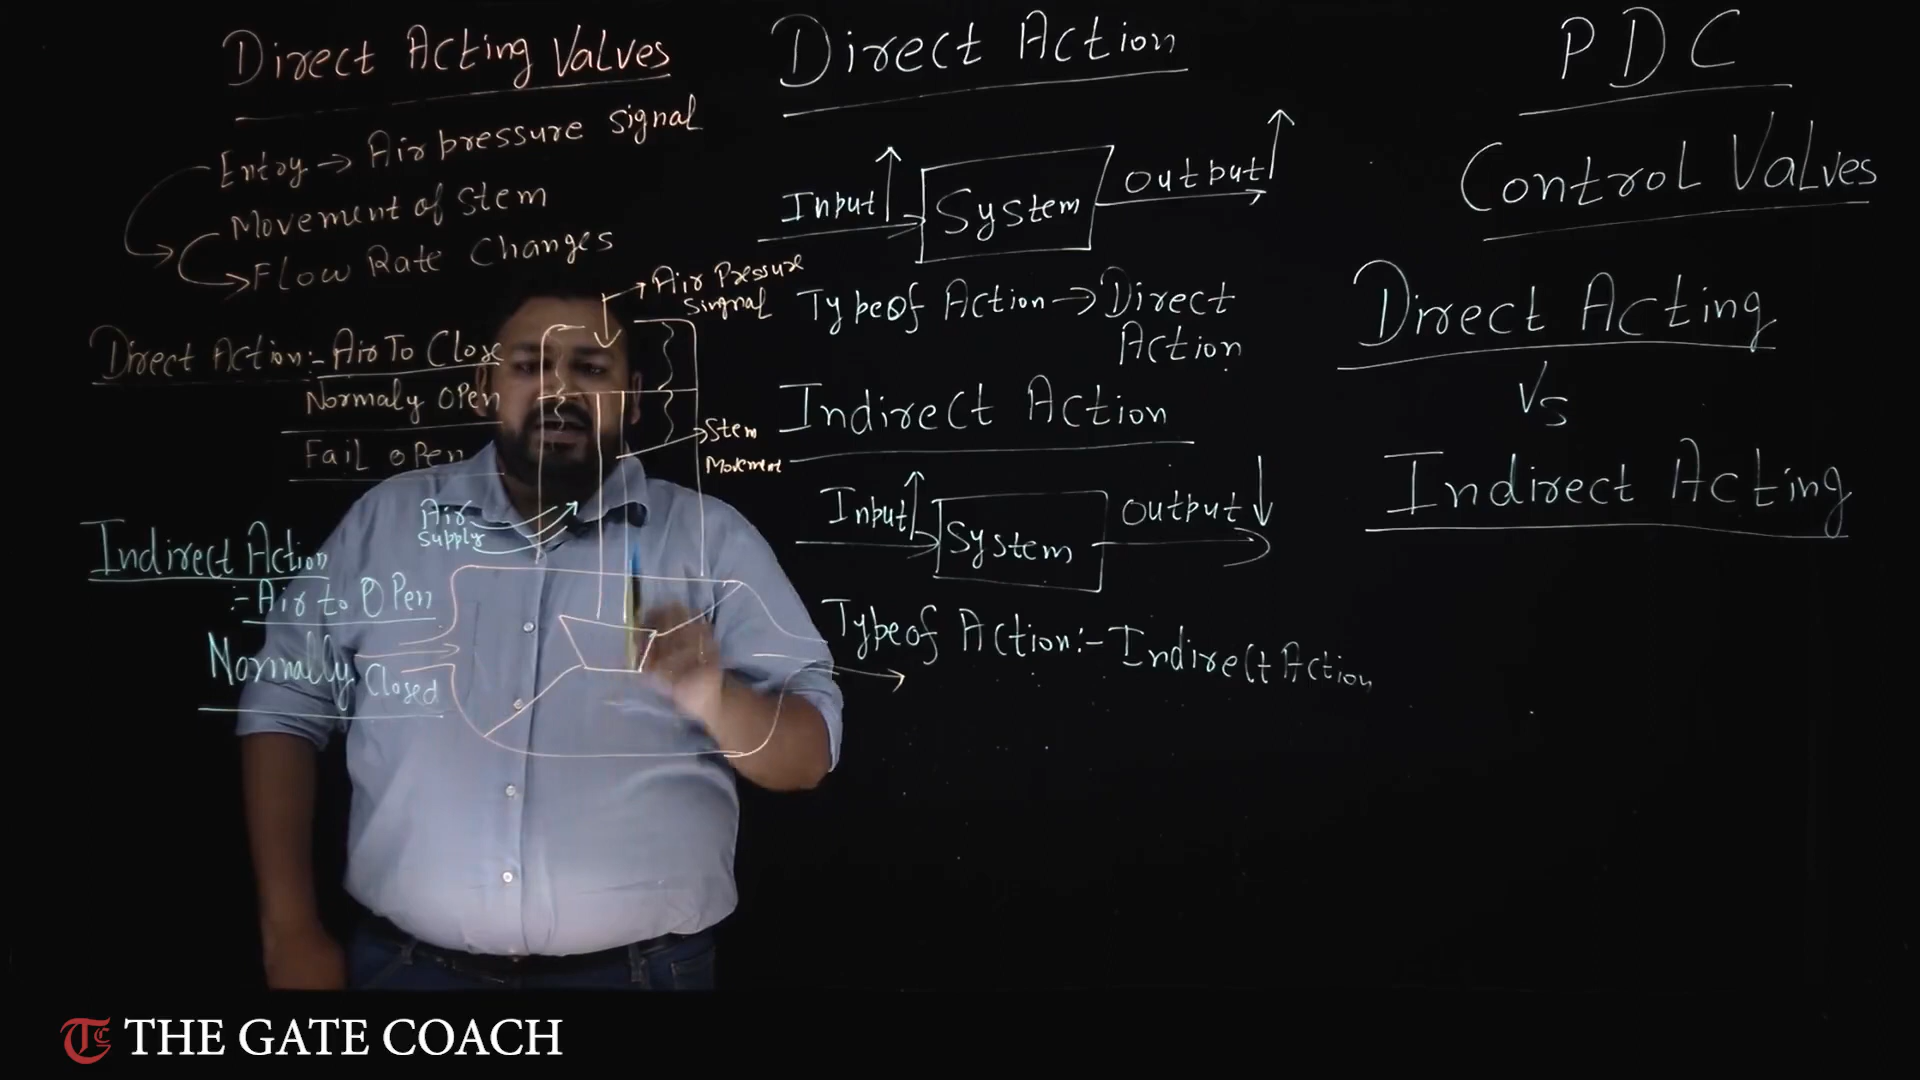 Direct Acting Valves
Entry → Air pressure signal
Movement of Stem
Flow Rate Changes
Air Pressure
Singnal
Direct Action:- Air To Close
Normaly Open
Fail open
Stem
Movement
Air
Supply
Indirect Action
:- Air to Open
Normally Closed
Direct Action
Input ↑
System
Output ↑
Type of Action → Direct
Action
Indirect Action
Input ↑
System
Output ↓
Type of Action:- Indirect Action
PDC
Control Valves
Direct Acting
Vs
Indirect Acting
TC THE GATE COACH